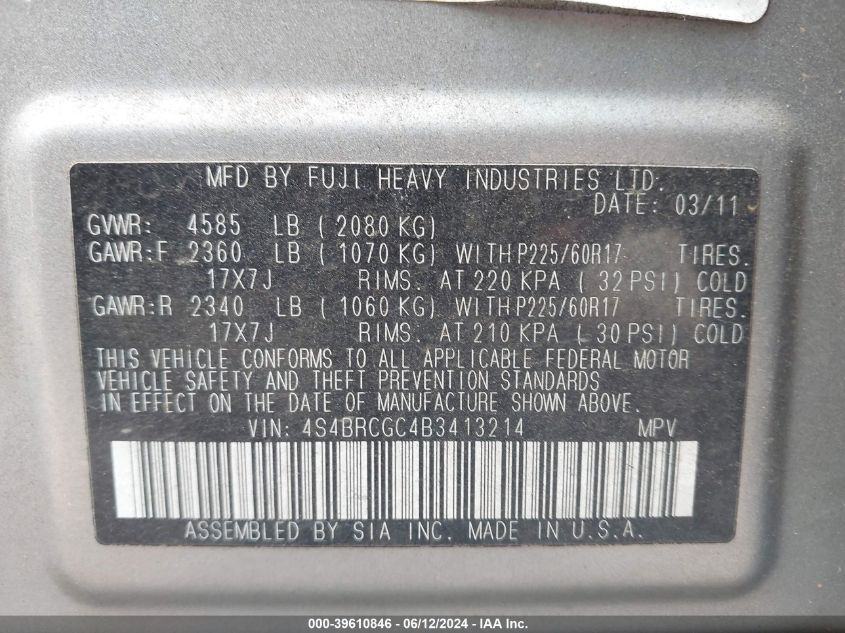 MFD BY FUJI HEAVY INDUSTRIES LTD.
DATE: 03/11
GVWR: 4585 LB ( 2080 KG)
GAWR:F 2360 LB ( 1070 KG) WITH P225/60R17 TIRES.
17X7J RIMS. AT 220 KPA ( 32 PSI) COLD
GAWR:R 2340 LB ( 1060 KG) WITH P225/60R17 TIRES.
17X7J RIMS. AT 210 KPA ( 30 PSI) COLD
THIS VEHICLE CONFORMS TO ALL APPLICABLE FEDERAL MOTOR
VEHICLE SAFETY AND THEFT PREVENTION STANDARDS
IN EFFECT ON THE DATE OF MANUFACTURE SHOWN ABOVE.
VIN: 4S4BRCGC4B3413214 MPV
ASSEMBLED BY SIA INC. MADE IN U.S.A.
000-39610846 - 06/12/2024 - IAA Inc.